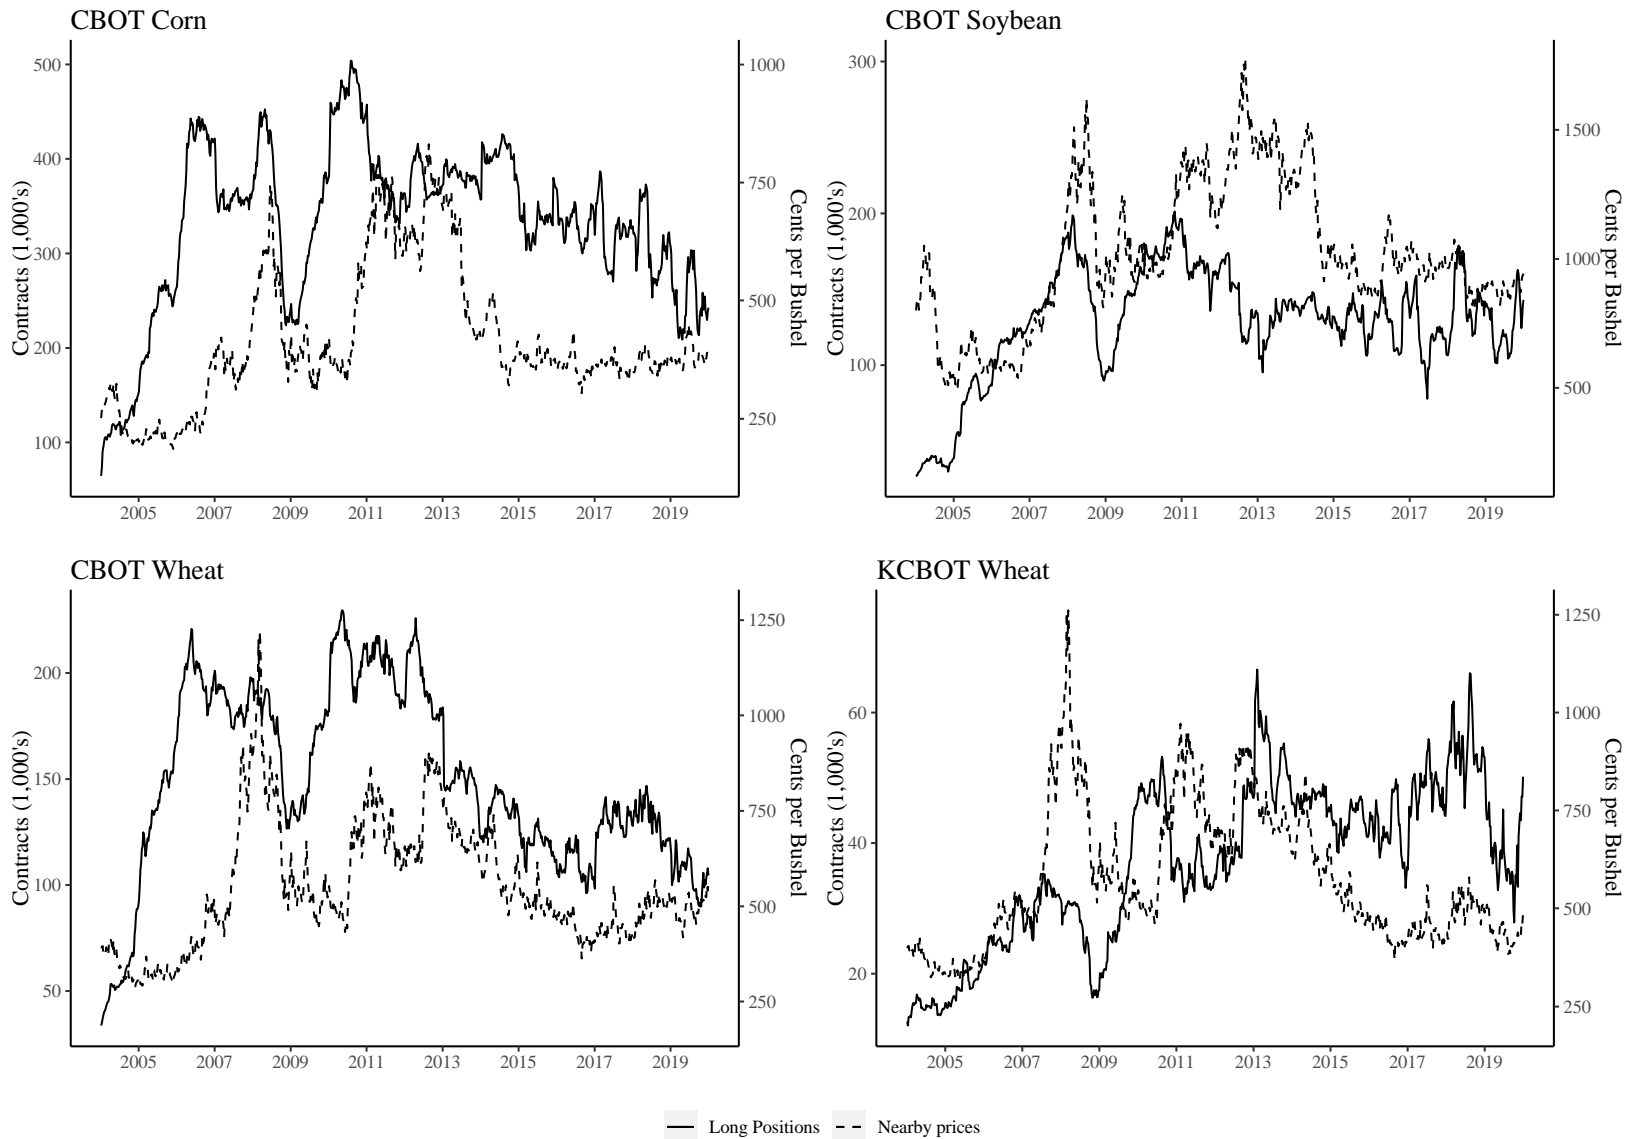 CBOT Corn
500
400
300
200
100
1000
750
500
250
Contracts (1,000's)
Cents per Bushel
2005 2007 2009 2011 2013 2015 2017 2019
CBOT Soybean
300
200
100
1500
1000
500
Contracts (1,000's)
Cents per Bushel
2005 2007 2009 2011 2013 2015 2017 2019
CBOT Wheat
200
150
100
50
1250
1000
750
500
250
Contracts (1,000's)
Cents per Bushel
2005 2007 2009 2011 2013 2015 2017 2019
KCBOT Wheat
60
40
20
1250
1000
750
500
250
Contracts (1,000's)
Cents per Bushel
2005 2007 2009 2011 2013 2015 2017 2019
Long Positions Nearby prices